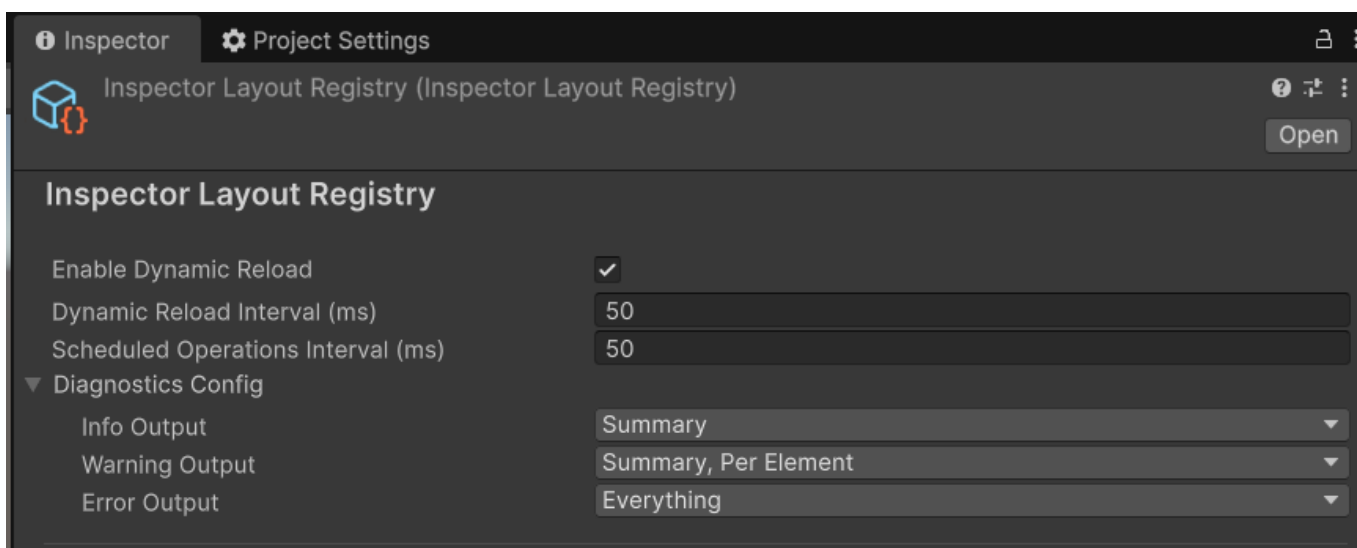 Inspector
Project Settings
Inspector Layout Registry (Inspector Layout Registry)
Open
Inspector Layout Registry
Enable Dynamic Reload
Dynamic Reload Interval (ms) 50
Scheduled Operations Interval (ms) 50
Diagnostics Config
Info Output Summary
Warning Output Summary, Per Element
Error Output Everything